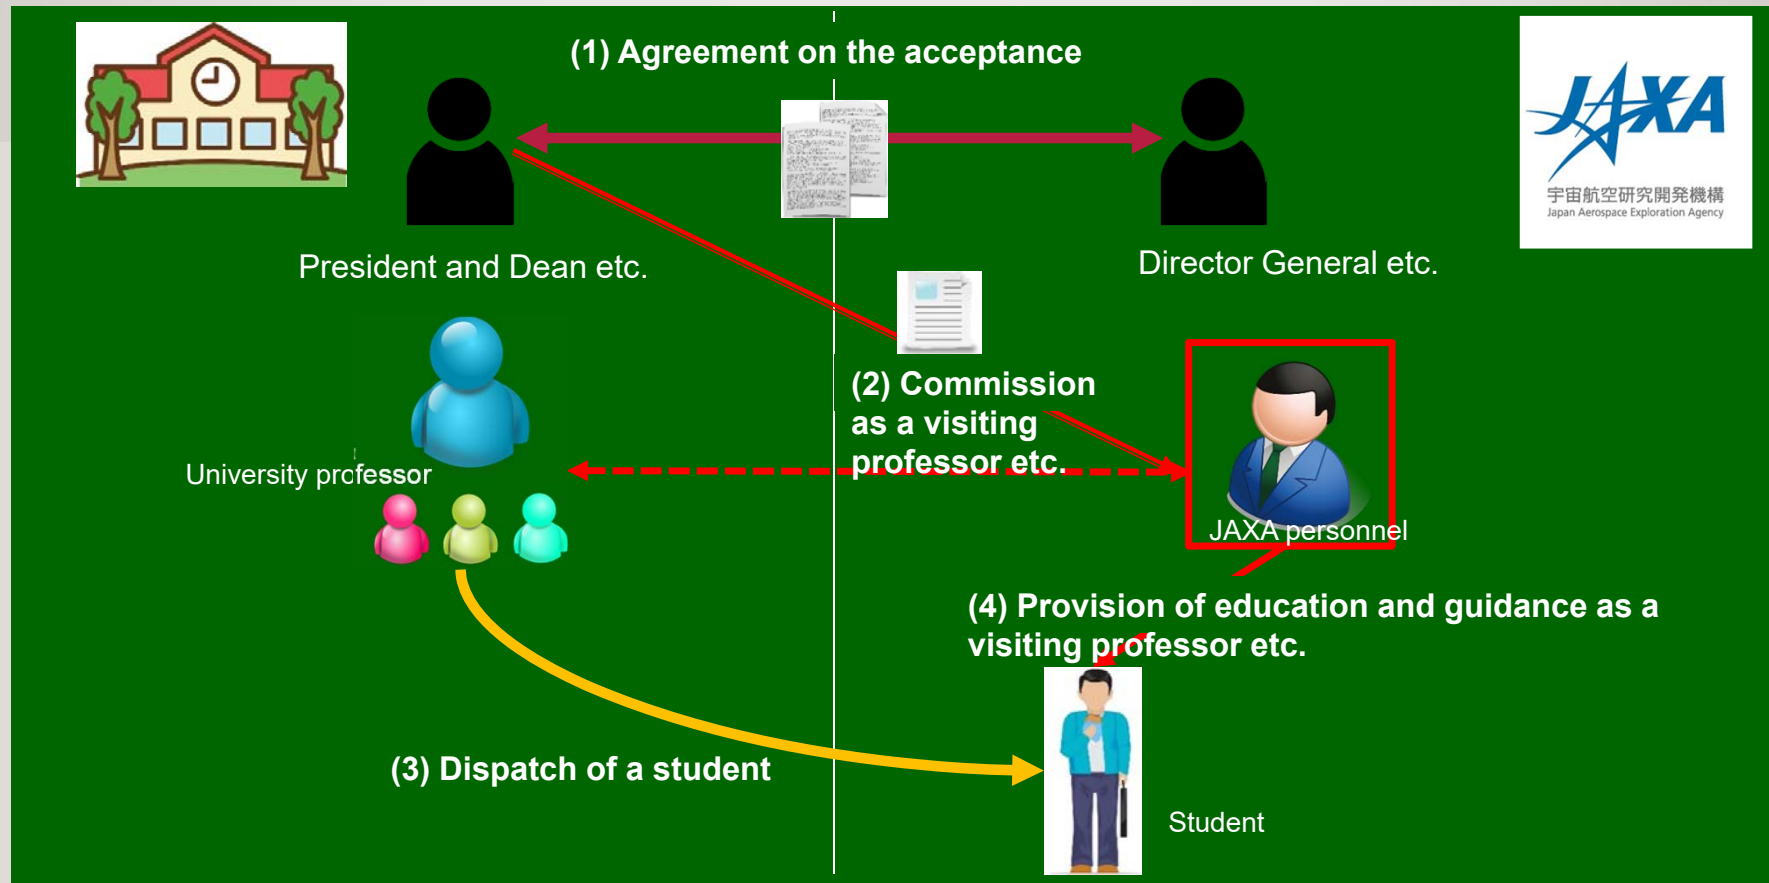 (1) Agreement on the acceptance
JAXA
宇宙航空研究開発機構
Japan Aerospace Exploration Agency
President and Dean etc.
Director General etc.
(2) Commission
as a visiting
professor etc.
University professor
JAXA personnel
(4) Provision of education and guidance as a
visiting professor etc.
(3) Dispatch of a student
Student